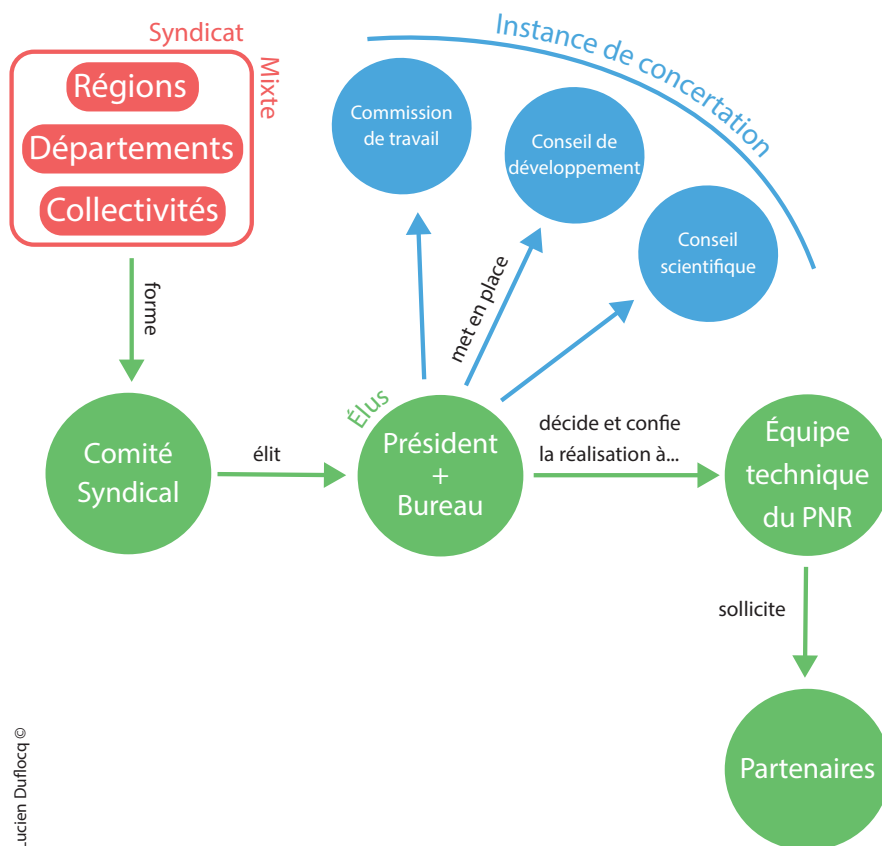 Syndicat
Mixte
Régions
Départements
Collectivités
Instance de concertation
Commission
de travail
Conseil de
développement
Conseil
scientifique
forme
met en place
Élus
Comité
Syndical
élit
Président
+
Bureau
décide et confie
la réalisation à...
Équipe
technique
du PNR
sollicite
Partenaires
Lucien Duflocq ©